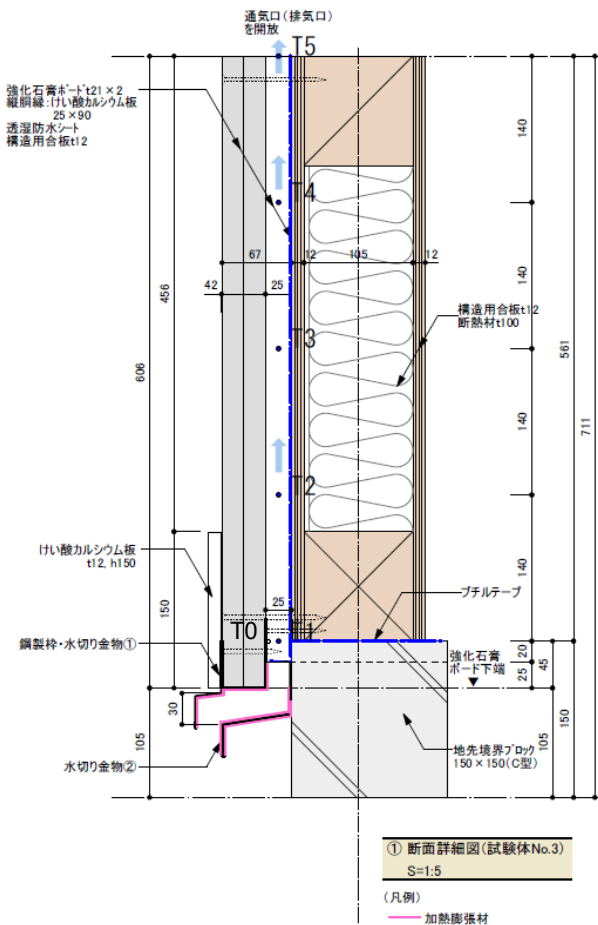 通気口(排気口)
を開放
T5
強化石膏ボードt21×2
縦胴縁:けい酸カルシウム板
25×90
透湿防水シート
構造用合板t12
140
T4
67
12
105
12
42
25
456
構造用合板t12
断熱材t100
140
T3
606
561
711
140
140
T2
けい酸カルシウム板
t12, h150
25
ブチルテープ
150
T0
T1
鋼製枠・水切り金物①
強化石膏
ボード下端
20
25
45
30
150
105
105
水切り金物②
地先境界ブロック
150×150(C型)
① 断面詳細図(試験体No.3)
S=1:5
(凡例)
加熱膨張材